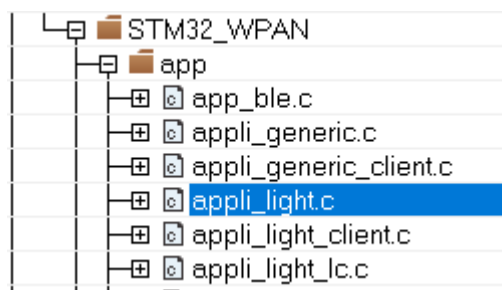 STM32_WPAN
app
app_ble.c
appli_generic.c
appli_generic_client.c
appli_light.c
appli_light_client.c
appli_light_lc.c